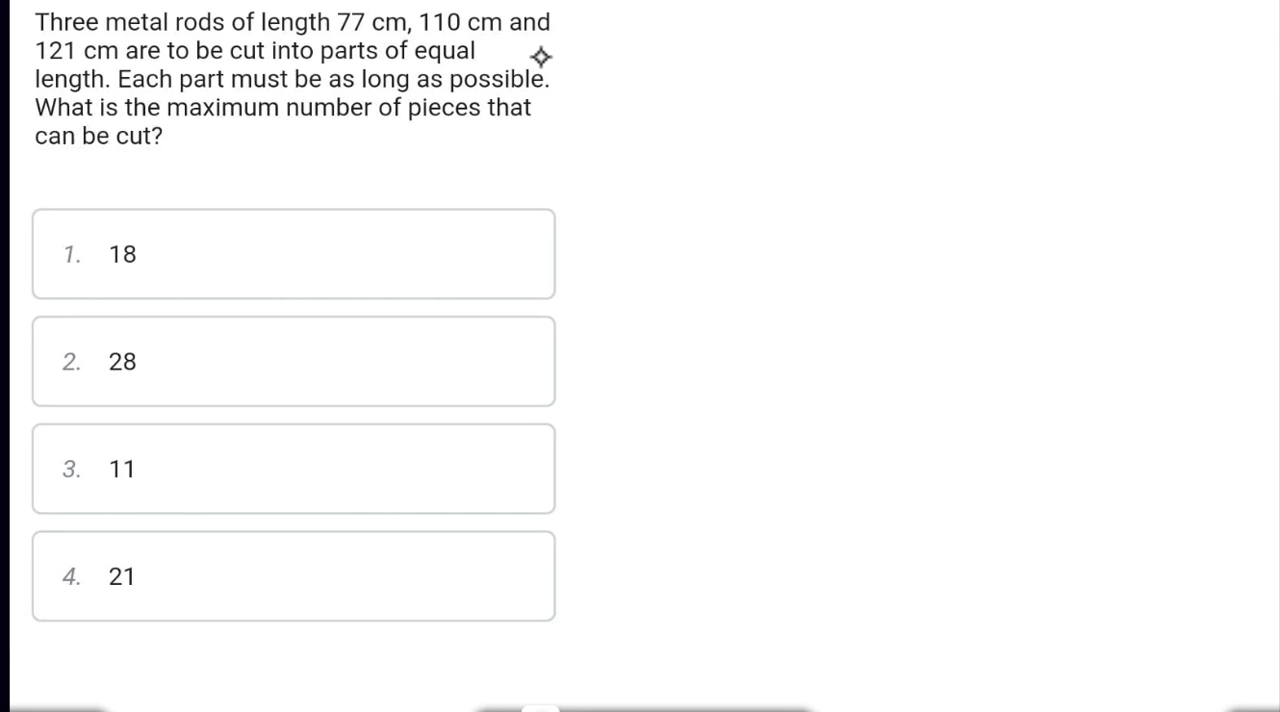 Three metal rods of length 77 cm, 110 cm and
121 cm are to be cut into parts of equal
length. Each part must be as long as possible.
What is the maximum number of pieces that
can be cut?
1. 18
2. 28
3. 11
4. 21